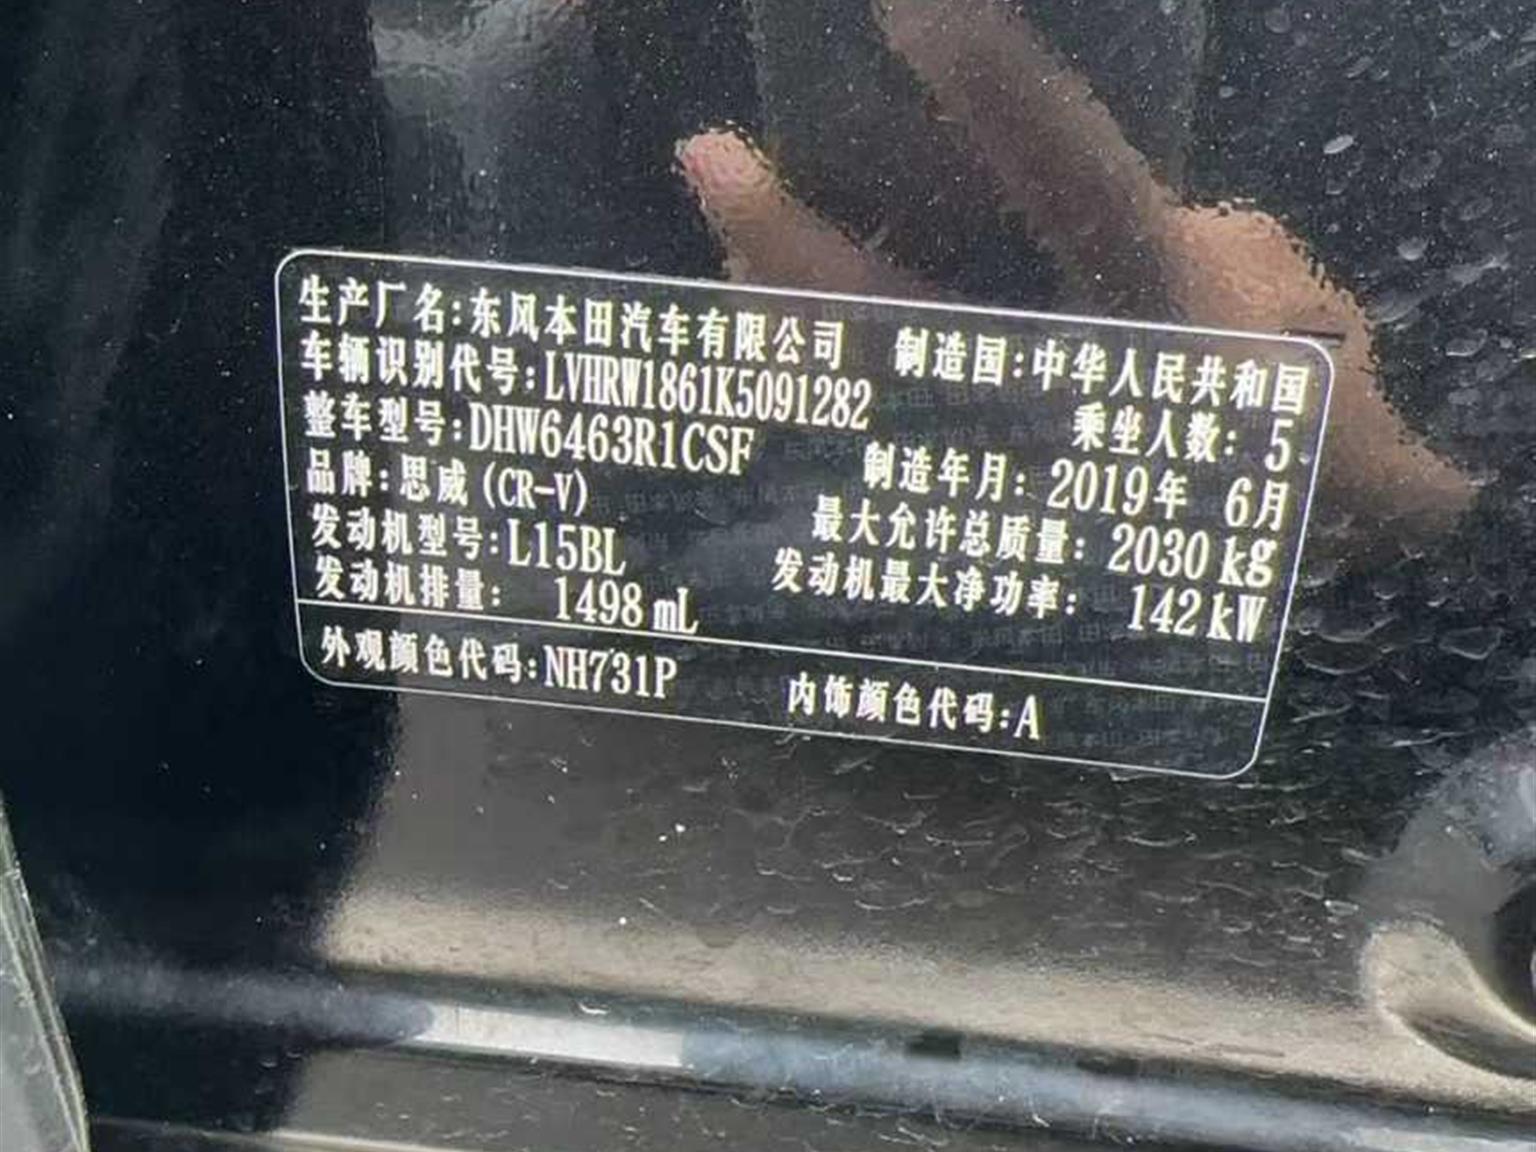 生产厂名:东风本田汽车有限公司 制造国:中华人民共和国
车辆识别代号:LVHRW1861K5091282 乘坐人数: 5
整车型号:DHW6463R1CSF 制造年月: 2019年 6月
品牌:思威(CR-V) 最大允许总质量: 2030kg
发动机型号:L15BL 发动机最大净功率: 142kW
发动机排量: 1498mL
外观颜色代码:NH731P 内饰颜色代码:A